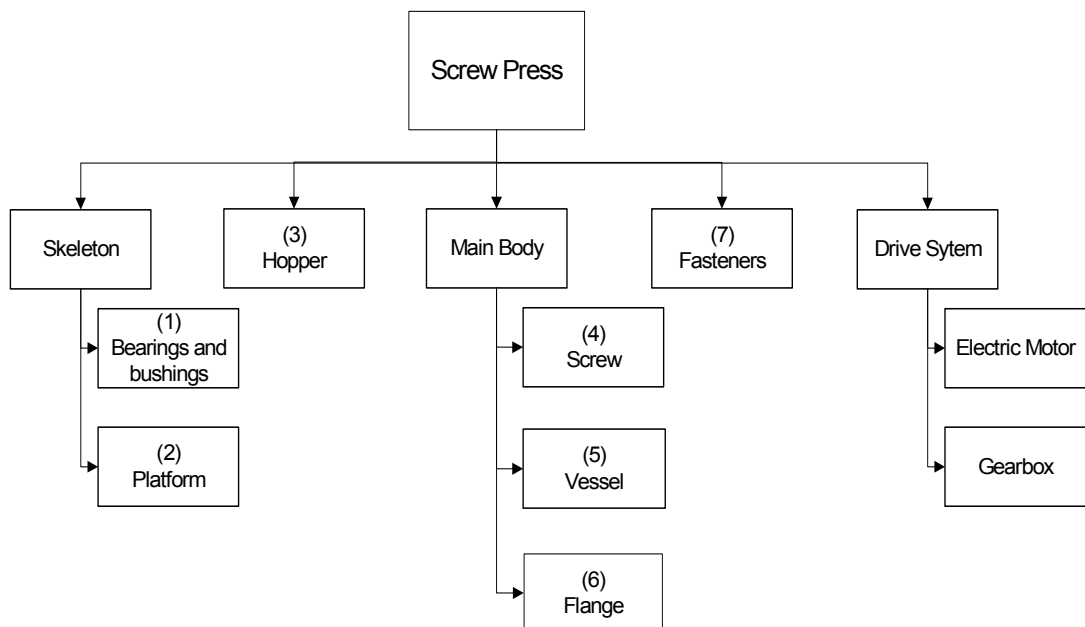 Screw Press
Skeleton
(3)
Hopper
Main Body
(7)
Fasteners
Drive Sytem
(1)
Bearings and
bushings
(4)
Screw
Electric Motor
(2)
Platform
(5)
Vessel
Gearbox
(6)
Flange